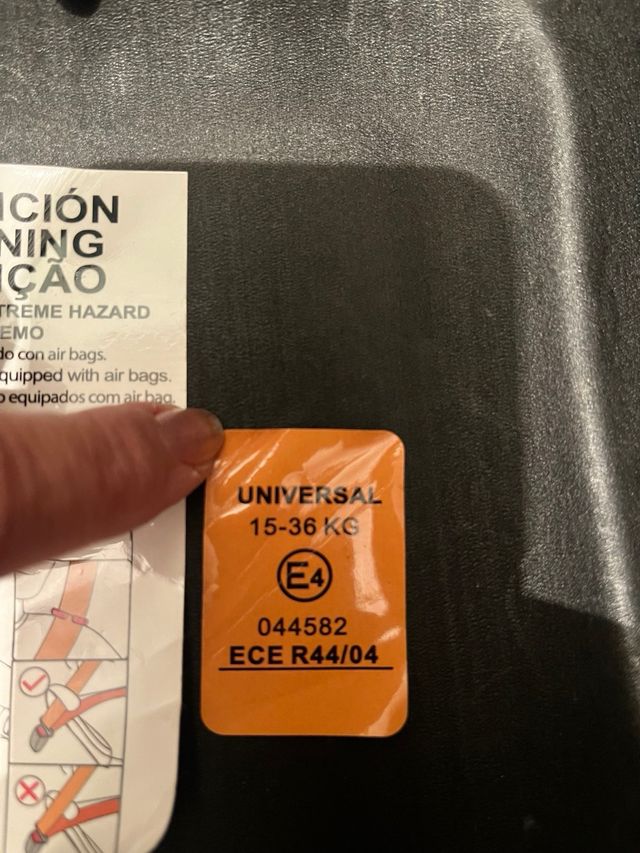 CIÓN
NING
ÇÃO
TREME HAZARD
EMO
do con air bags.
quipped with air bags.
o equipados com air bag.
UNIVERSAL
15-36 KG
E4
044582
ECE R44/04